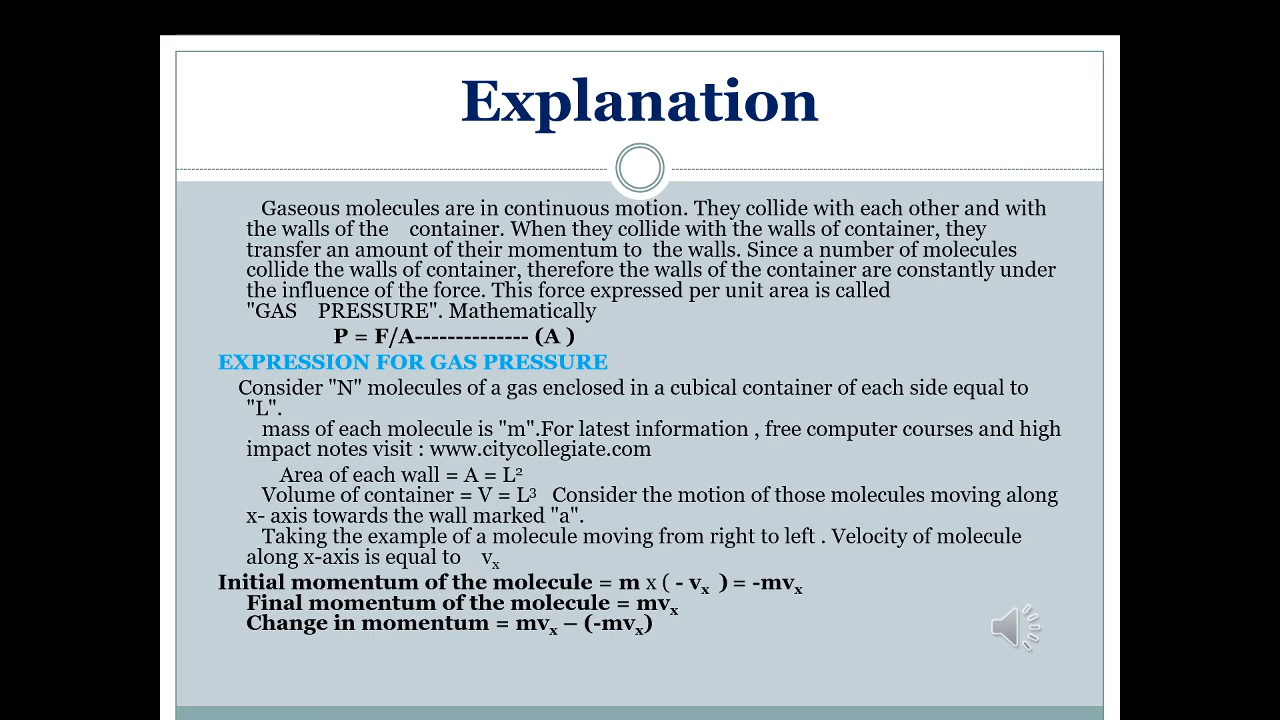 Explanation
Gaseous molecules are in continuous motion. They collide with each other and with
the walls of the container. When they collide with the walls of container, they
transfer an amount of their momentum to the walls. Since a number of molecules
collide the walls of container, therefore the walls of the container are constantly under
the influence of the force. This force expressed per unit area is called
"GAS PRESSURE". Mathematically
P = F/A-------------- (A )
EXPRESSION FOR GAS PRESSURE
Consider "N" molecules of a gas enclosed in a cubical container of each side equal to
"L".
mass of each molecule is "m".For latest information , free computer courses and high
impact notes visit : www.citycollegiate.com
Area of each wall = A = L²
Volume of container = V = L³ Consider the motion of those molecules moving along
x- axis towards the wall marked "a".
Taking the example of a molecule moving from right to left . Velocity of molecule
along x-axis is equal to vₓ
Initial momentum of the molecule = m x ( - vₓ ) = -mvₓ
Final momentum of the molecule = mvₓ
Change in momentum = mvₓ – (-mvₓ)